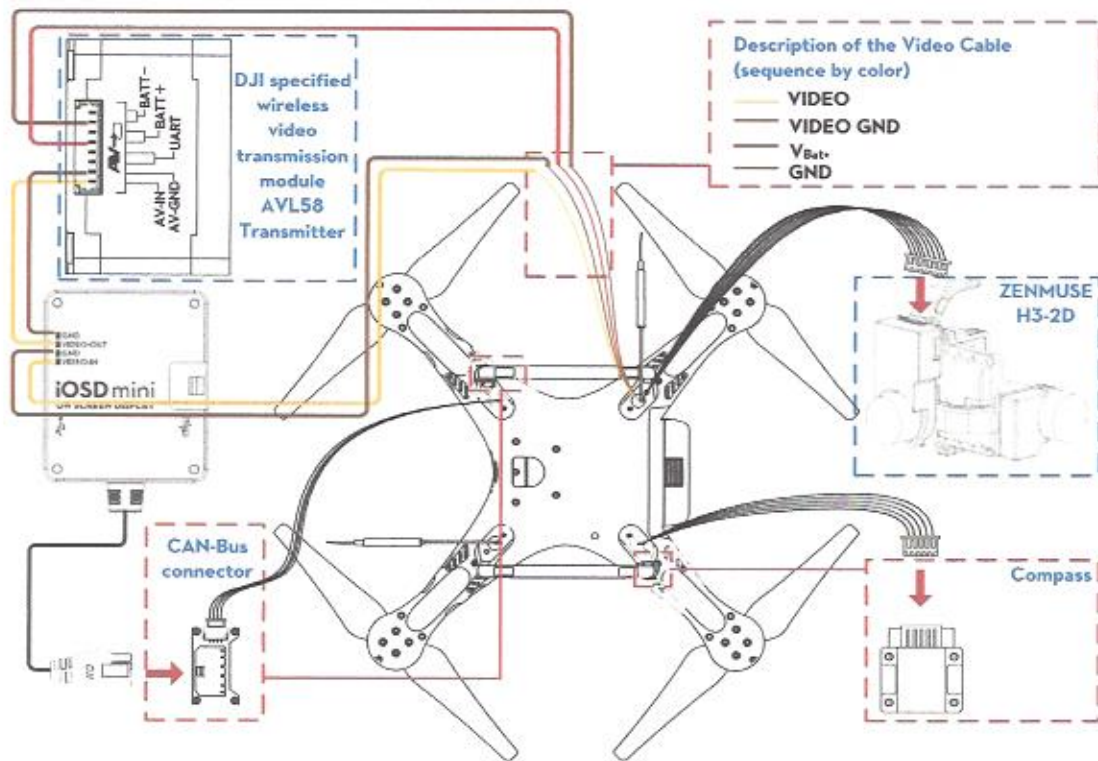 DJI specified
wireless
video
transmission
module
AVL58
Transmitter
BATT-
BATT+
UART
AV-IN
AV-GND
Description of the Video Cable
(sequence by color)
VIDEO
VIDEO GND
VBat+
GND
ZENMUSE
H3-2D
GND
VIDEO-OUT
GND
VIDEO-IN
iOSD mini
ON SCREEN DISPLAY
CAN-Bus
connector
Compass